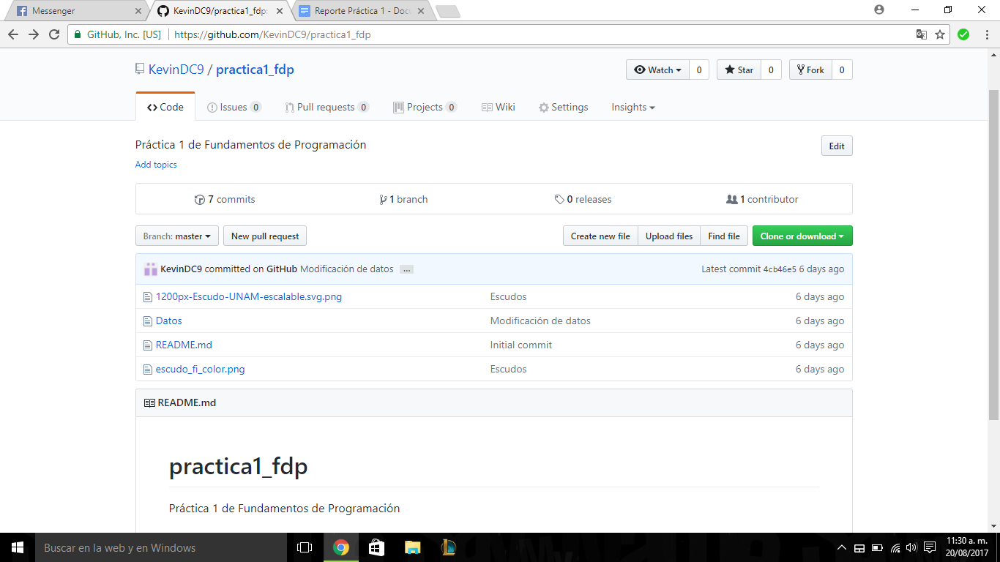 Messenger
KevinDC9/practica1_fdp:
Reporte Práctica 1 - Docu
GitHub, Inc. [US]
https://github.com/KevinDC9/practica1_fdp
KevinDC9 / practica1_fdp
Watch 0
Star 0
Fork 0
Code
Issues 0
Pull requests 0
Projects 0
Wiki
Settings
Insights
Práctica 1 de Fundamentos de Programación
Edit
Add topics
7 commits
1 branch
0 releases
1 contributor
Branch: master
New pull request
Create new file
Upload files
Find file
Clone or download
KevinDC9 committed on GitHub Modificación de datos ...
Latest commit 4cb46e5 6 days ago
1200px-Escudo-UNAM-escalable.svg.png Escudos 6 days ago
Datos Modificación de datos 6 days ago
README.md Initial commit 6 days ago
escudo_fi_color.png Escudos 6 days ago
README.md
practica1_fdp
Práctica 1 de Fundamentos de Programación
Buscar en la web y en Windows
11:30 a. m.
20/08/2017